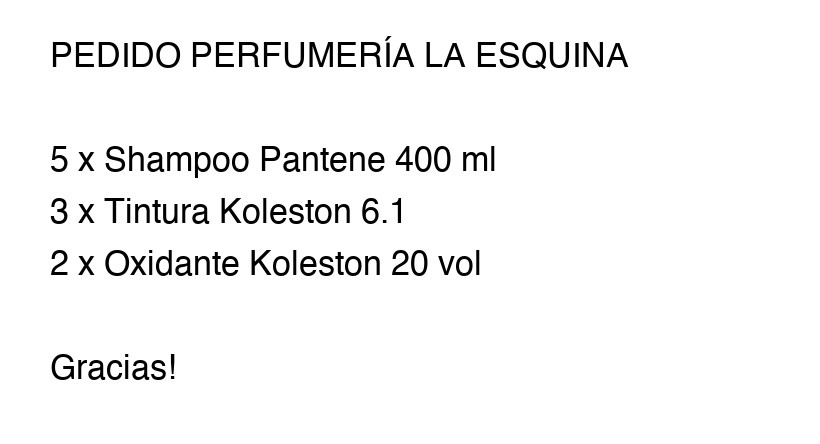 PEDIDO PERFUMERÍA LA ESQUINA
5 x Shampoo Pantene 400 ml
3 x Tintura Koleston 6.1
2 x Oxidante Koleston 20 vol
Gracias!